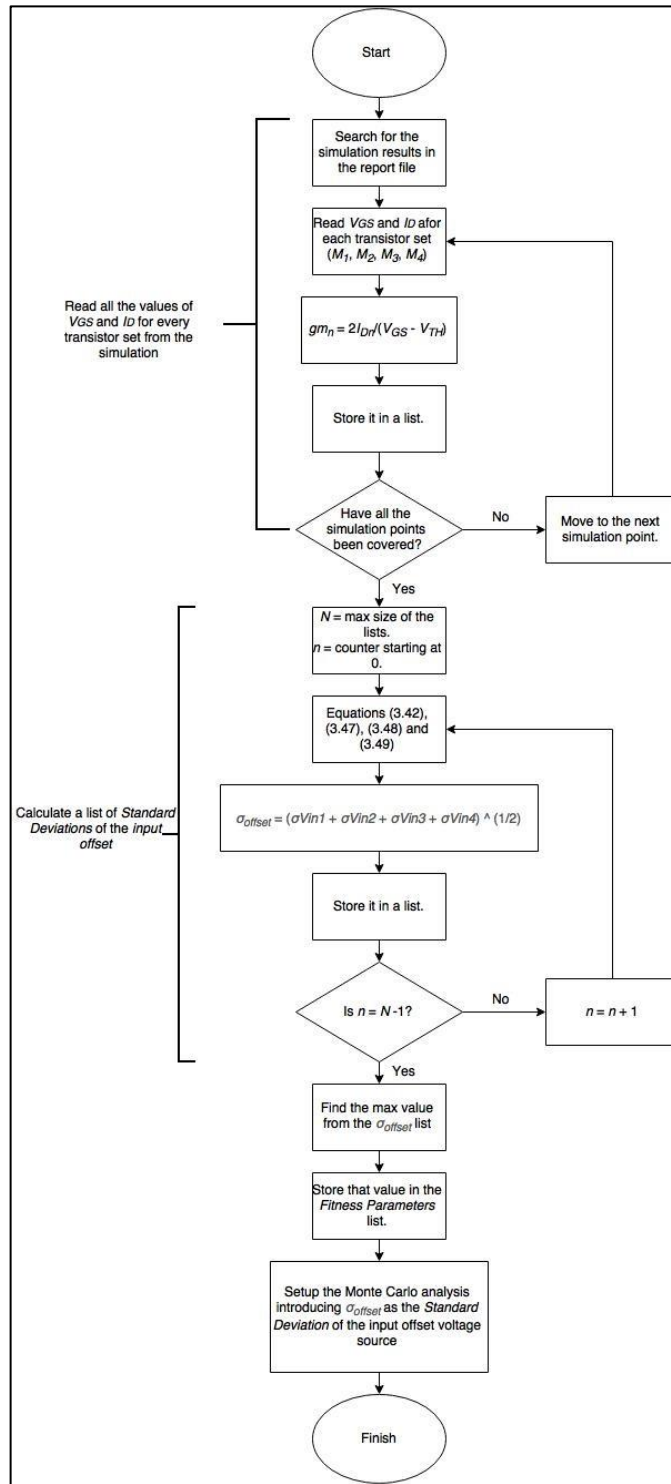 Start
Search for the
simulation results in
the report file
Read VGS and ID afor
each transistor set
(M1, M2, M3, M4)
Read all the values of
VGS and ID for every
transistor set from the
simulation
gmn = 2IDn/(VGS - VTH)
Store it in a list.
Have all the
simulation points
been covered?
No
Move to the next
simulation point.
Yes
N = max size of the
lists.
n = counter starting at
0.
Equations (3.42),
(3.47), (3.48) and
(3.49)
Calculate a list of Standard
Deviations of the input
offset
σoffset = (σVin1 + σVin2 + σVin3 + σVin4) ^ (1/2)
Store it in a list.
Is n = N -1?
No
n = n + 1
Yes
Find the max value
from the σoffset list
Store that value in the
Fitness Parameters
list.
Setup the Monte Carlo analysis
introducing σoffset as the Standard
Deviation of the input offset voltage
source
Finish